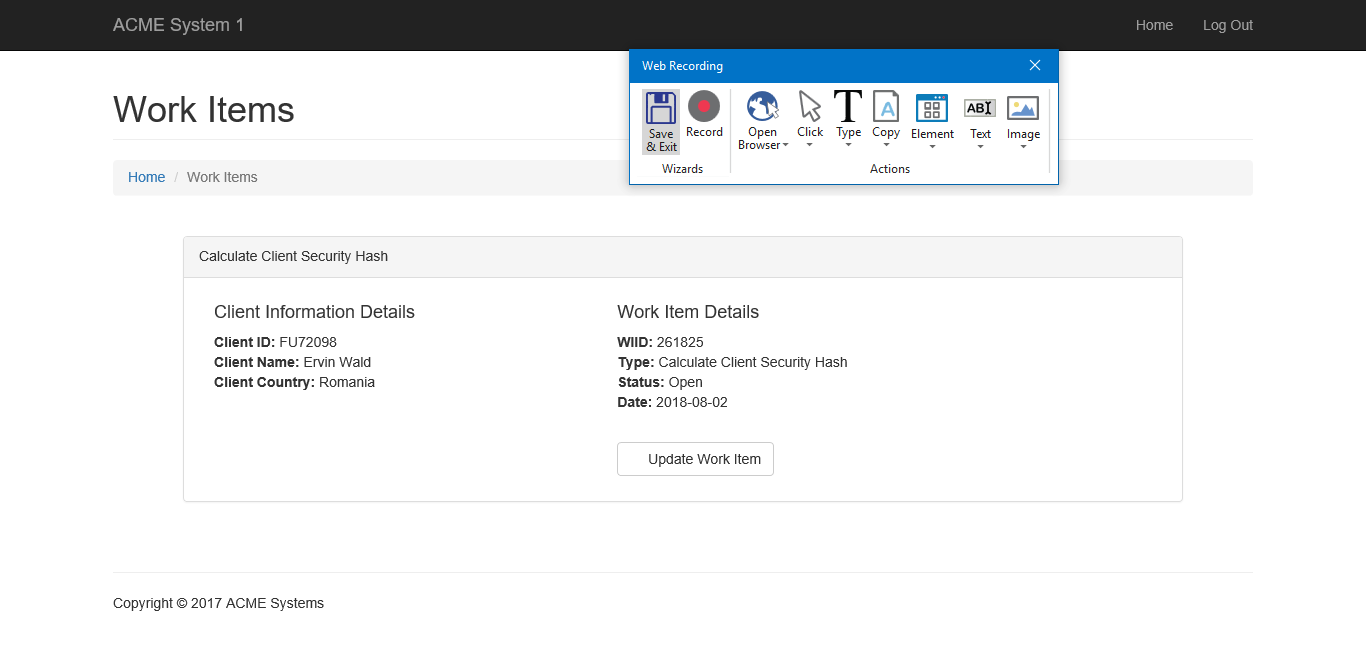 ACME System 1 Home Log Out
Web Recording
Work Items
Save & Exit Record Open Browser Click Type Copy Element Text Image
ABI
A
T
Wizards Actions
Home / Work Items
Calculate Client Security Hash
Client Information Details
Client ID: FU72098
Client Name: Ervin Wald
Client Country: Romania
Work Item Details
WIID: 261825
Type: Calculate Client Security Hash
Status: Open
Date: 2018-08-02
Update Work Item
Copyright © 2017 ACME Systems